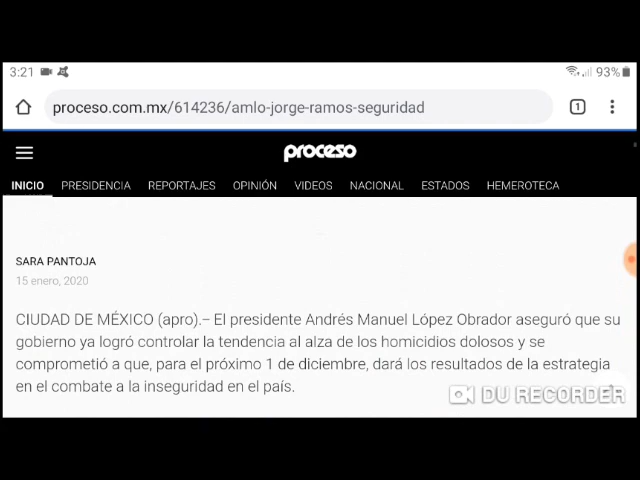 3:21 93%
proceso.com.mx/614236/amlo-jorge-ramos-seguridad 1
proceso
INICIO PRESIDENCIA REPORTAJES OPINIÓN VIDEOS NACIONAL ESTADOS HEMEROTECA
SARA PANTOJA
15 enero, 2020
CIUDAD DE MÉXICO (apro).– El presidente Andrés Manuel López Obrador aseguró que su
gobierno ya logró controlar la tendencia al alza de los homicidios dolosos y se
comprometió a que, para el próximo 1 de diciembre, dará los resultados de la estrategia
en el combate a la inseguridad en el país.
DU RECORDER